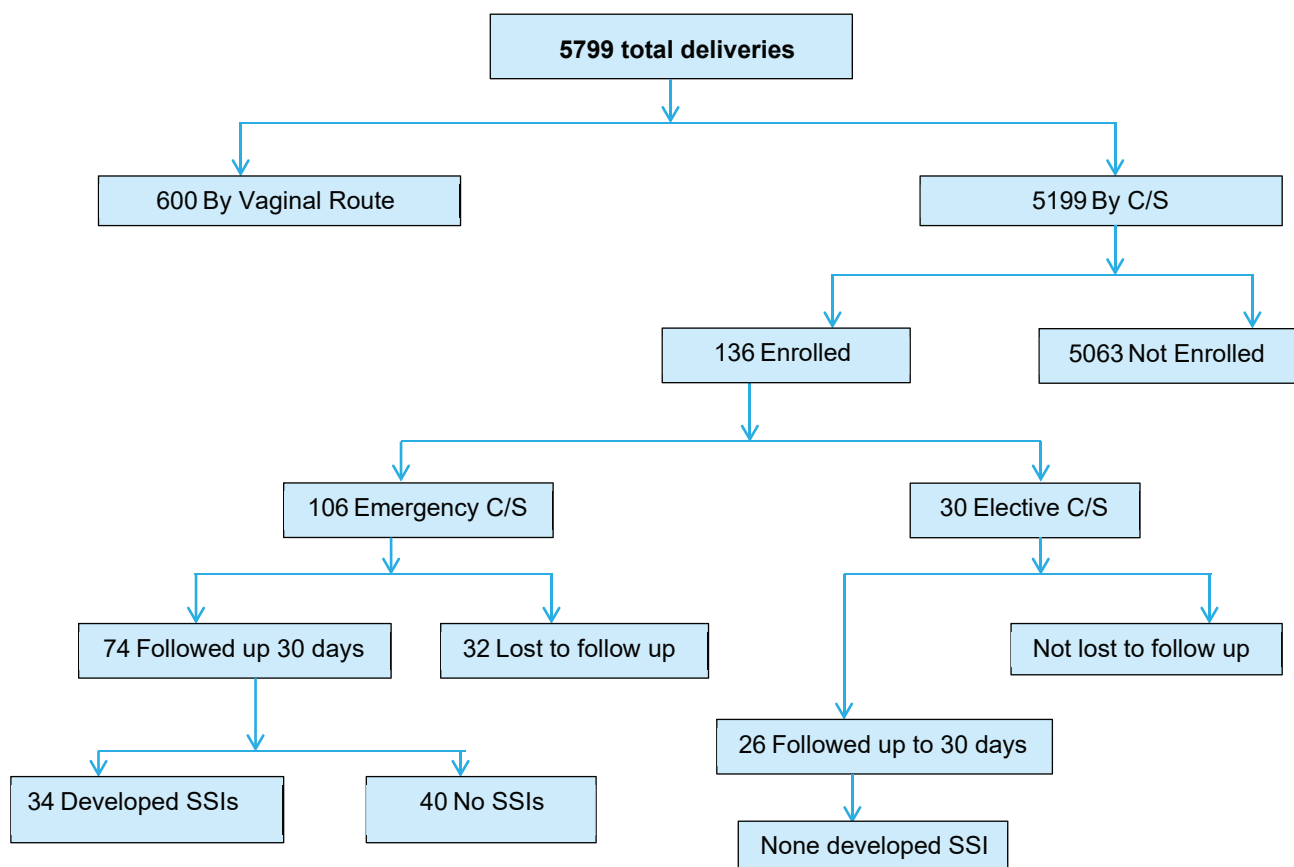 5799 total deliveries
600 By Vaginal Route
5199 By C/S
136 Enrolled
5063 Not Enrolled
106 Emergency C/S
30 Elective C/S
74 Followed up 30 days
32 Lost to follow up
Not lost to follow up
26 Followed up to 30 days
34 Developed SSIs
40 No SSIs
None developed SSI